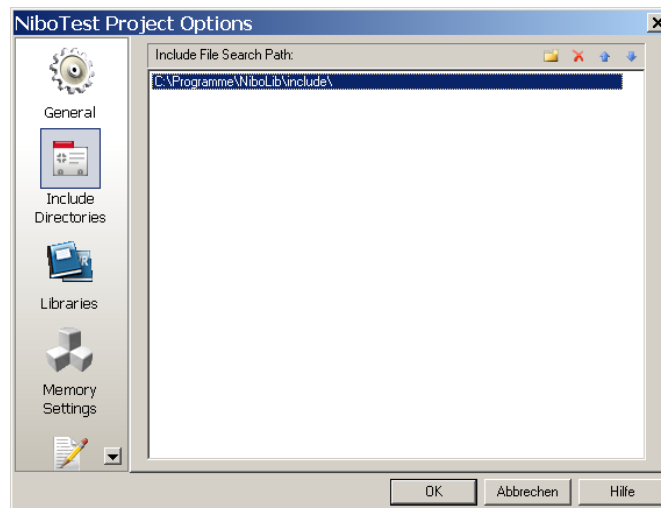 NiboTest Project Options
General
Include
Directories
Libraries
Memory
Settings
Include File Search Path:
C:\Programme\NiboLib\include\
OK
Abbrechen
Hilfe